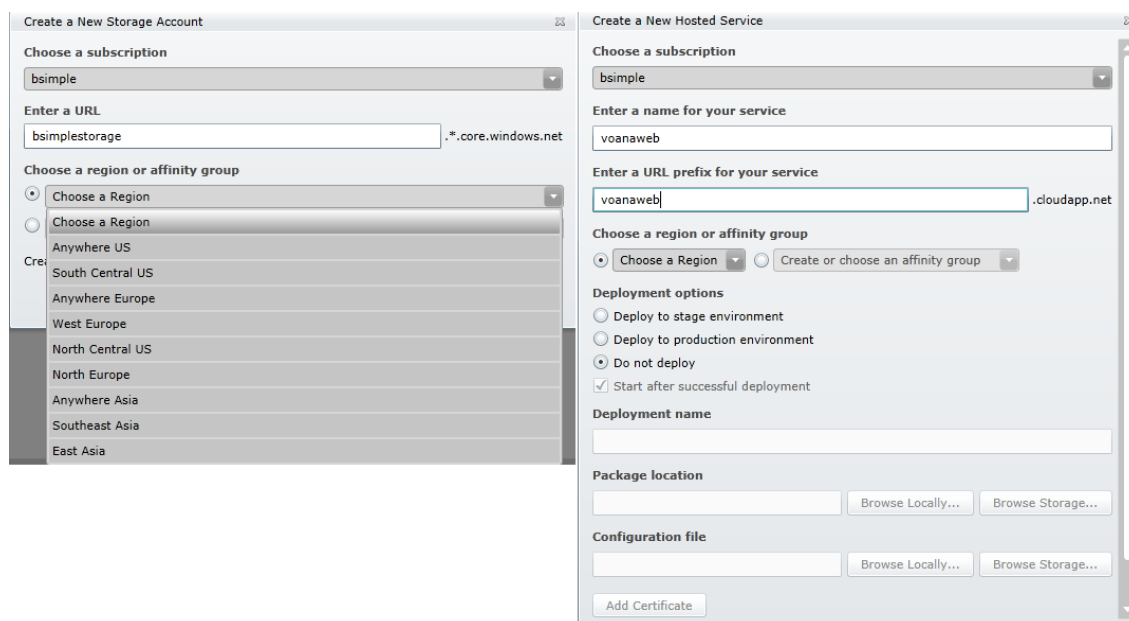 Create a New Storage Account
Choose a subscription
bsimple
Enter a URL
bsimplestorage .*.core.windows.net
Choose a region or affinity group
Choose a Region
Choose a Region
Anywhere US
Crea
South Central US
Anywhere Europe
West Europe
North Central US
North Europe
Anywhere Asia
Southeast Asia
East Asia
Create a New Hosted Service
Choose a subscription
bsimple
Enter a name for your service
voanaweb
Enter a URL prefix for your service
voanaweb .cloudapp.net
Choose a region or affinity group
Choose a Region Create or choose an affinity group
Deployment options
Deploy to stage environment
Deploy to production environment
Do not deploy
Start after successful deployment
Deployment name
Package location
Browse Locally... Browse Storage...
Configuration file
Browse Locally... Browse Storage...
Add Certificate